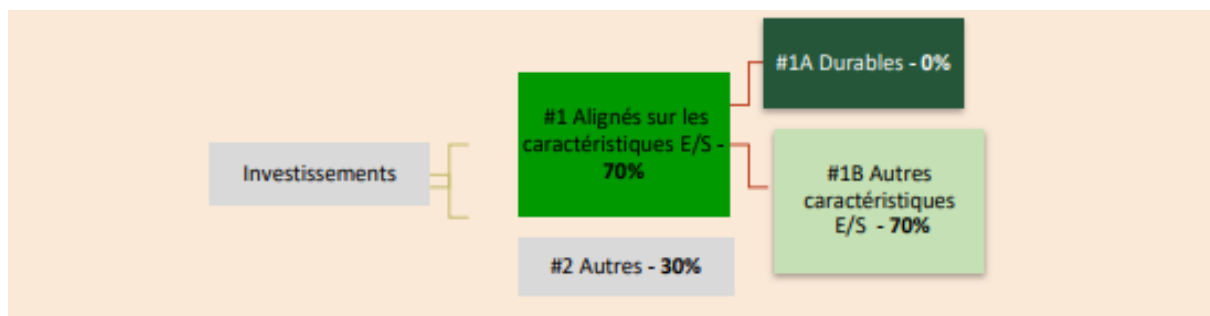 Investissements
#1 Alignés sur les
caractéristiques E/S -
70%
#2 Autres - 30%
#1A Durables - 0%
#1B Autres
caractéristiques
E/S - 70%